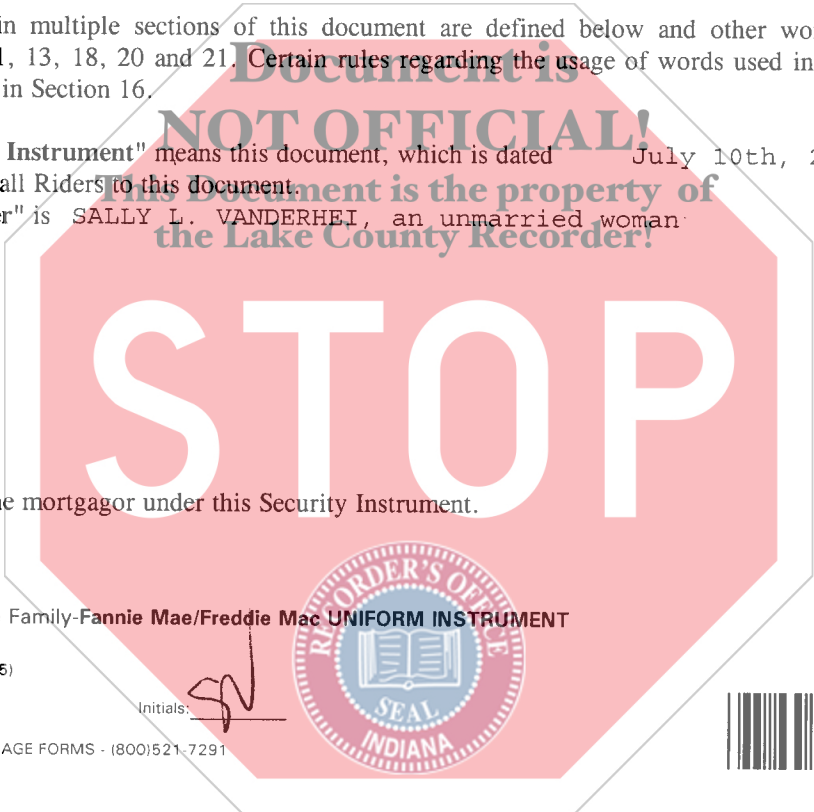 in multiple sections of this document are defined below and other wo
, 13, 18, 20 and 21. Certain rules regarding the usage of words used in
in Section 16.
Document is
NOT OFFICIAL!
Instrument" means this document, which is dated July 10th, 2
all Riders to this document.
This Document is the property of
r" is SALLY L. VANDERHEI, an unmarried woman
the Lake County Recorder!
STOP
e mortgagor under this Security Instrument.
RECORDER'S OFFICE
Family-Fannie Mae/Freddie Mac UNIFORM INSTRUMENT
5)
Initials: SV
SEAL
INDIANA
AGE FORMS - (800)521-7291